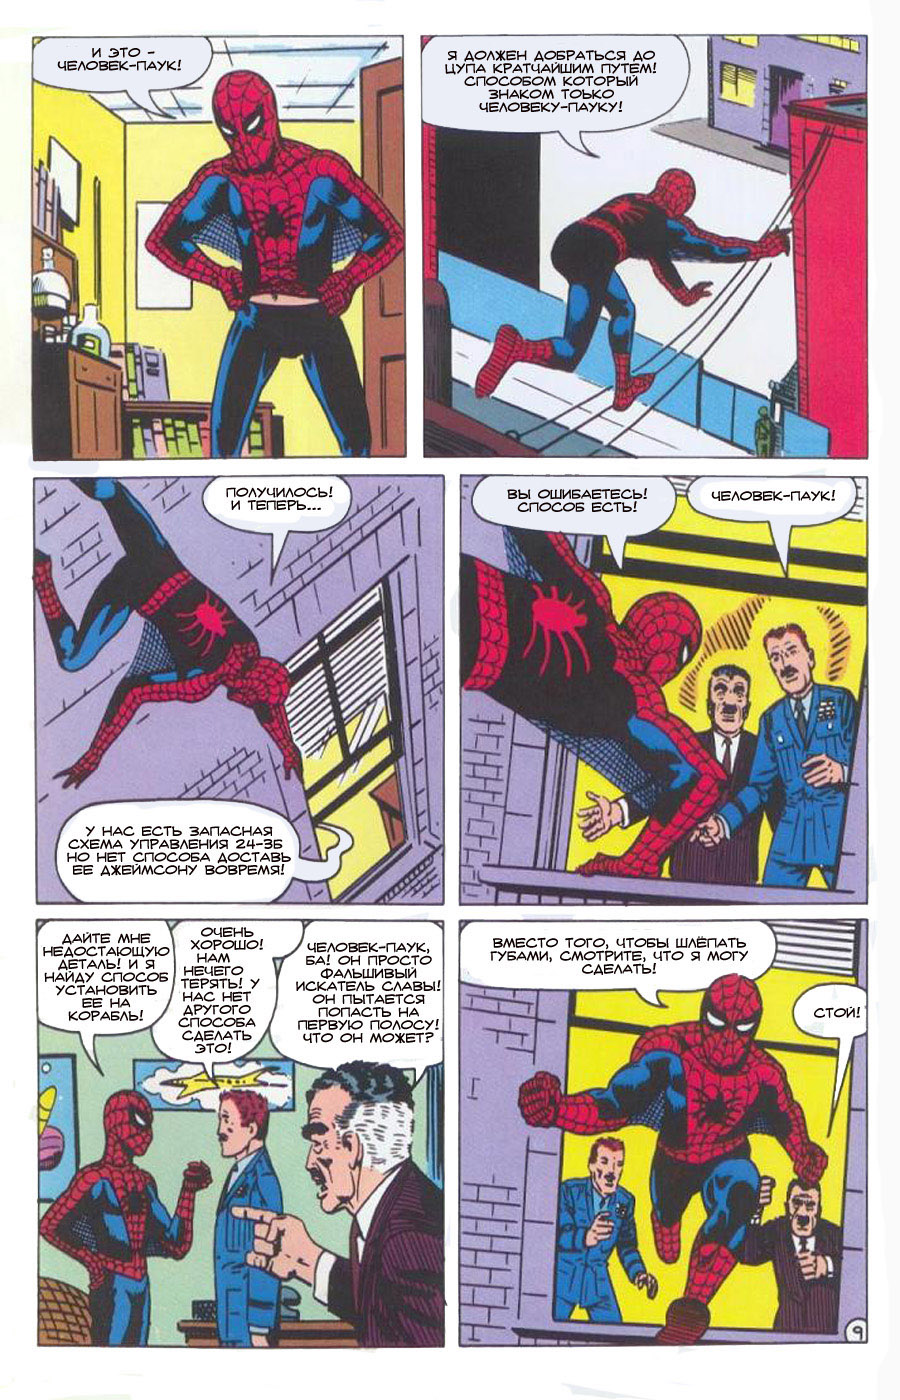 И ЭТО -
ЧЕЛОВЕК-ПАУК!
Я ДОЛЖЕН ДОБРАТЬСЯ ДО
ЦУПА КРАТЧАЙШИМ ПУТЕМ!
СПОСОБОМ КОТОРЫЙ
ЗНАКОМ ТОЬКО
ЧЕЛОВЕКУ-ПАУКУ!
ПОЛУЧИЛОСЬ!
И ТЕПЕРЬ...
У НАС ЕСТЬ ЗАПАСНАЯ
СХЕМА УПРАВЛЕНИЯ 24-3Б
НО НЕТ СПОСОБА ДОСТАВЬ
ЕЕ ДЖЕЙМСОНУ ВОВРЕМЯ!
ВЫ ОШИБАЕТЕСЬ!
СПОСОБ ЕСТЬ!
ЧЕЛОВЕК-ПАУК!
ДАЙТЕ МНЕ
НЕДОСТАЮЩУЮ
ДЕТАЛЬ! И Я
НАЙДУ СПОСОБ
УСТАНОВИТЬ
ЕЕ НА
КОРАБЛЬ!
ОЧЕНЬ
ХОРОШО!
НАМ
НЕЧЕГО
ТЕРЯТЬ! У
НАС НЕТ
ДРУГОГО
СПОСОБА
СДЕЛАТЬ
ЭТО!
ЧЕЛОВЕК-ПАУК,
БА! ОН ПРОСТО
ФАЛЬШИВЫЙ
ИСКАТЕЛЬ СЛАВЫ!
ОН ПЫТАЕТСЯ
ПОПАСТЬ НА
ПЕРВУЮ ПОЛОСУ!
ЧТО ОН МОЖЕТ?
ВМЕСТО ТОГО, ЧТОБЫ ШЛЁПАТЬ
ГУБАМИ, СМОТРИТЕ, ЧТО Я МОГУ
СДЕЛАТЬ!
СТОЙ!
9